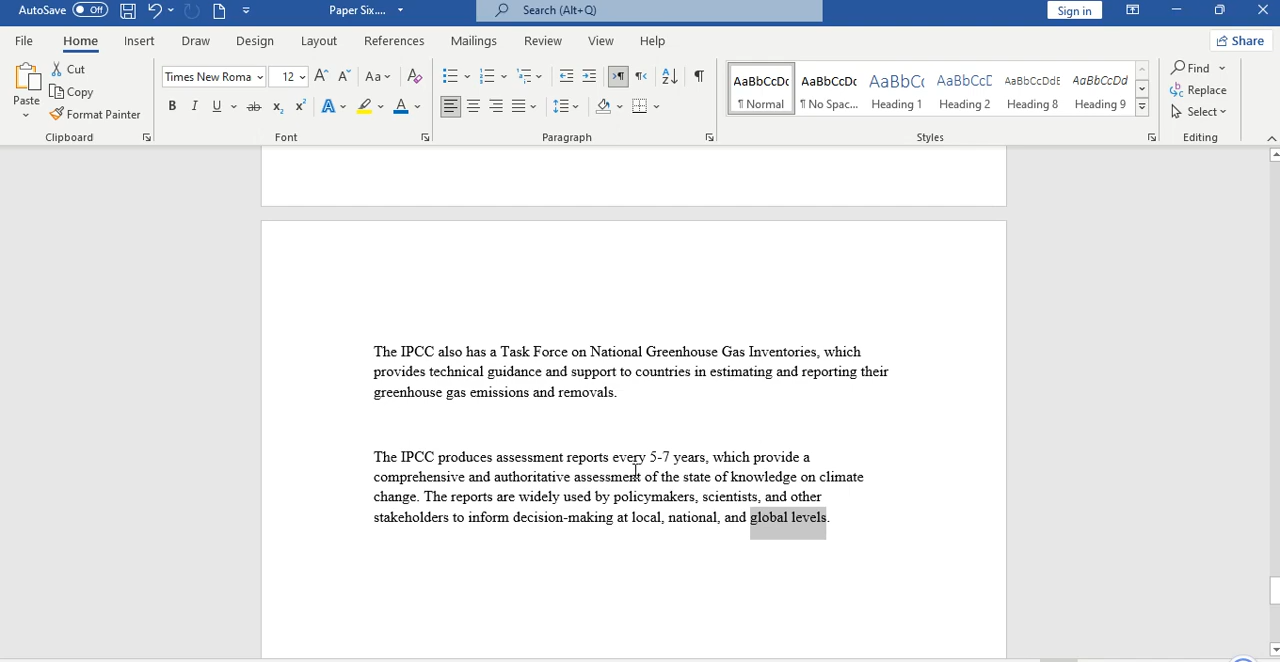 AutoSave Off Paper Six.... Search (Alt+Q) Sign in
File Home Insert Draw Design Layout References Mailings Review View Help Share
Paste Cut Copy Format Painter
Times New Roma 12 Aa
B I U ab x₂ x² A A
AaBbCcDc AaBbCcDc AaBbC AaBbCcD AaBbCcDdE AaBbCcDd
¶ Normal ¶ No Spac... Heading 1 Heading 2 Heading 8 Heading 9
Find
Replace
Select
Clipboard Font Paragraph Styles Editing
The IPCC also has a Task Force on National Greenhouse Gas Inventories, which
provides technical guidance and support to countries in estimating and reporting their
greenhouse gas emissions and removals.
The IPCC produces assessment reports every 5-7 years, which provide a
comprehensive and authoritative assessment of the state of knowledge on climate
change. The reports are widely used by policymakers, scientists, and other
stakeholders to inform decision-making at local, national, and global levels.